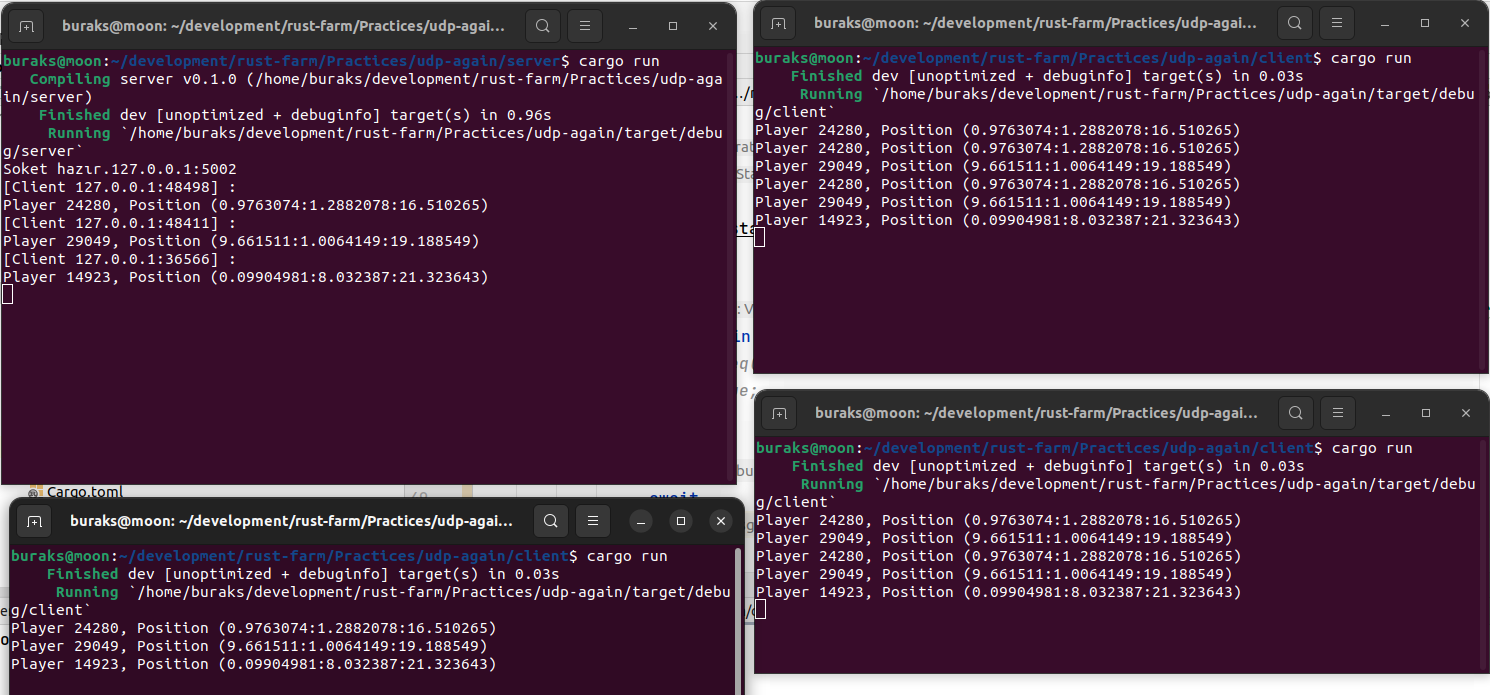 buraks@moon: ~/development/rust-farm/Practices/udp-agai...
buraks@moon:~/development/rust-farm/Practices/udp-again/server$ cargo run
   Compiling server v0.1.0 (/home/buraks/development/rust-farm/Practices/udp-aga
in/server)
    Finished dev [unoptimized + debuginfo] target(s) in 0.96s
     Running `/home/buraks/development/rust-farm/Practices/udp-again/target/debu
g/server`
Soket hazır.127.0.0.1:5002
[Client 127.0.0.1:48498] :
Player 24280, Position (0.9763074:1.2882078:16.510265)
[Client 127.0.0.1:48411] :
Player 29049, Position (9.661511:1.0064149:19.188549)
[Client 127.0.0.1:36566] :
Player 14923, Position (0.09904981:8.032387:21.323643)
buraks@moon: ~/development/rust-farm/Practices/udp-agai...
buraks@moon:~/development/rust-farm/Practices/udp-again/client$ cargo run
    Finished dev [unoptimized + debuginfo] target(s) in 0.03s
     Running `/home/buraks/development/rust-farm/Practices/udp-again/target/debu
g/client`
Player 24280, Position (0.9763074:1.2882078:16.510265)
Player 24280, Position (0.9763074:1.2882078:16.510265)
Player 29049, Position (9.661511:1.0064149:19.188549)
Player 24280, Position (0.9763074:1.2882078:16.510265)
Player 29049, Position (9.661511:1.0064149:19.188549)
Player 14923, Position (0.09904981:8.032387:21.323643)
Cargo.toml
await
buraks@moon: ~/development/rust-farm/Practices/udp-agai...
buraks@moon:~/development/rust-farm/Practices/udp-again/client$ cargo run
    Finished dev [unoptimized + debuginfo] target(s) in 0.03s
     Running `/home/buraks/development/rust-farm/Practices/udp-again/target/debu
g/client`
Player 24280, Position (0.9763074:1.2882078:16.510265)
Player 29049, Position (9.661511:1.0064149:19.188549)
Player 14923, Position (0.09904981:8.032387:21.323643)
buraks@moon: ~/development/rust-farm/Practices/udp-agai...
buraks@moon:~/development/rust-farm/Practices/udp-again/client$ cargo run
    Finished dev [unoptimized + debuginfo] target(s) in 0.03s
     Running `/home/buraks/development/rust-farm/Practices/udp-again/target/debu
g/client`
Player 24280, Position (0.9763074:1.2882078:16.510265)
Player 29049, Position (9.661511:1.0064149:19.188549)
Player 24280, Position (0.9763074:1.2882078:16.510265)
Player 29049, Position (9.661511:1.0064149:19.188549)
Player 14923, Position (0.09904981:8.032387:21.323643)